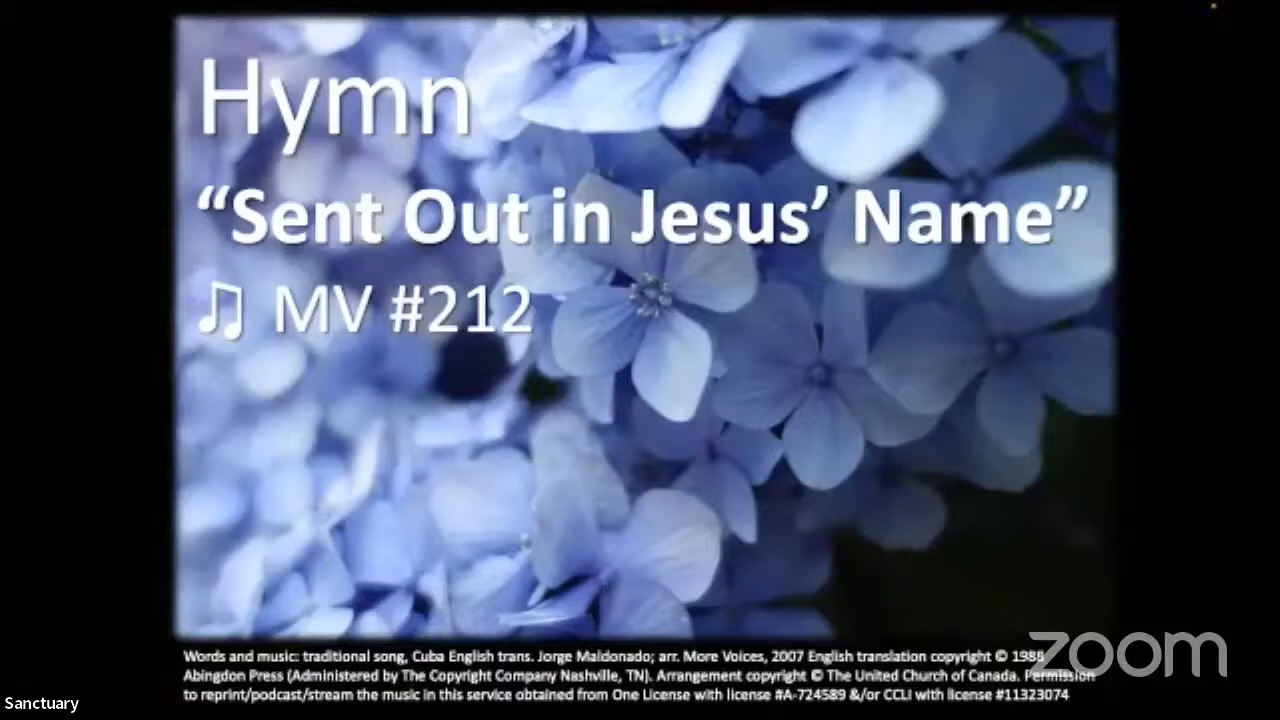 Hymn
“Sent Out in Jesus’ Name”
♫ MV #212
Words and music: traditional song, Cuba English trans. Jorge Maldonado; arr. More Voices, 2007 English translation copyright © 1988
Abingdon Press (Administered by The Copyright Company Nashville, TN). Arrangement copyright © The United Church of Canada. Permission
to reprint/podcast/stream the music in this service obtained from One License with license #A-724589 &/or CCLI with license #11323074
zoom
Sanctuary